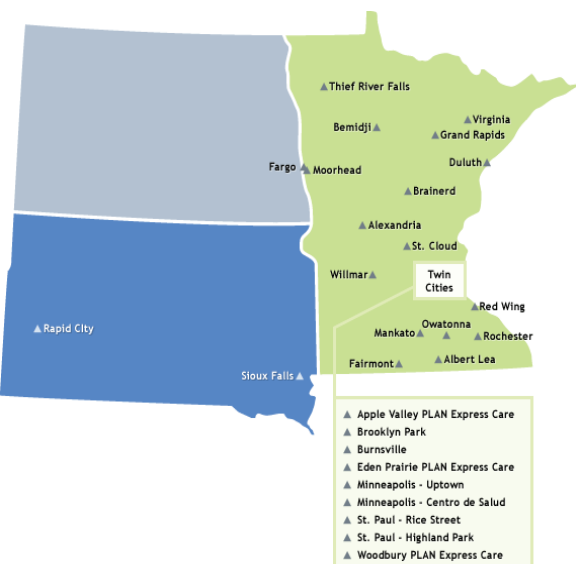 Thief River Falls
Virginia
Bemidji
Grand Rapids
Duluth
Fargo
Moorhead
Brainerd
Alexandria
St. Cloud
Willmar
Twin
Cities
Red Wing
Owatonna
Mankato
Rochester
Rapid CIty
Albert Lea
Fairmont
Sioux Falls
Apple Valley PLAN Express Care
Brooklyn Park
Burnsville
Eden Prairie PLAN Express Care
Minneapolis - Uptown
Minneapolis - Centro de Salud
St. Paul - Rice Street
St. Paul - Highland Park
Woodbury PLAN Express Care